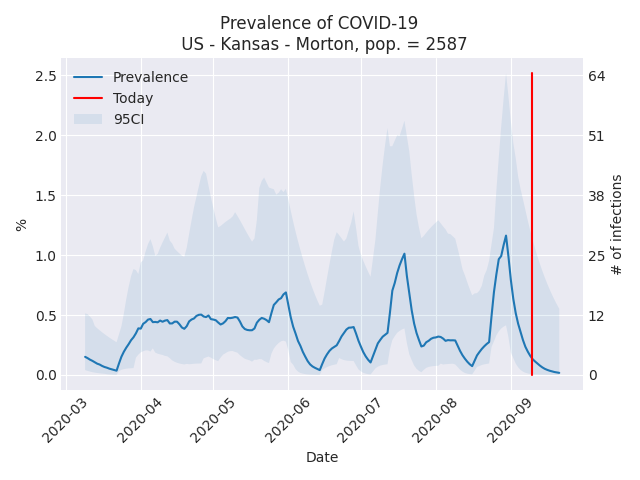 Prevalence of COVID-19
US - Kansas - Morton, pop. = 2587
Prevalence
Today
95CI
2.5
2.0
1.5
1.0
0.5
0.0
%
64
51
38
25
12
0
# of infections
2020-03
2020-04
2020-05
2020-06
2020-07
2020-08
2020-09
Date